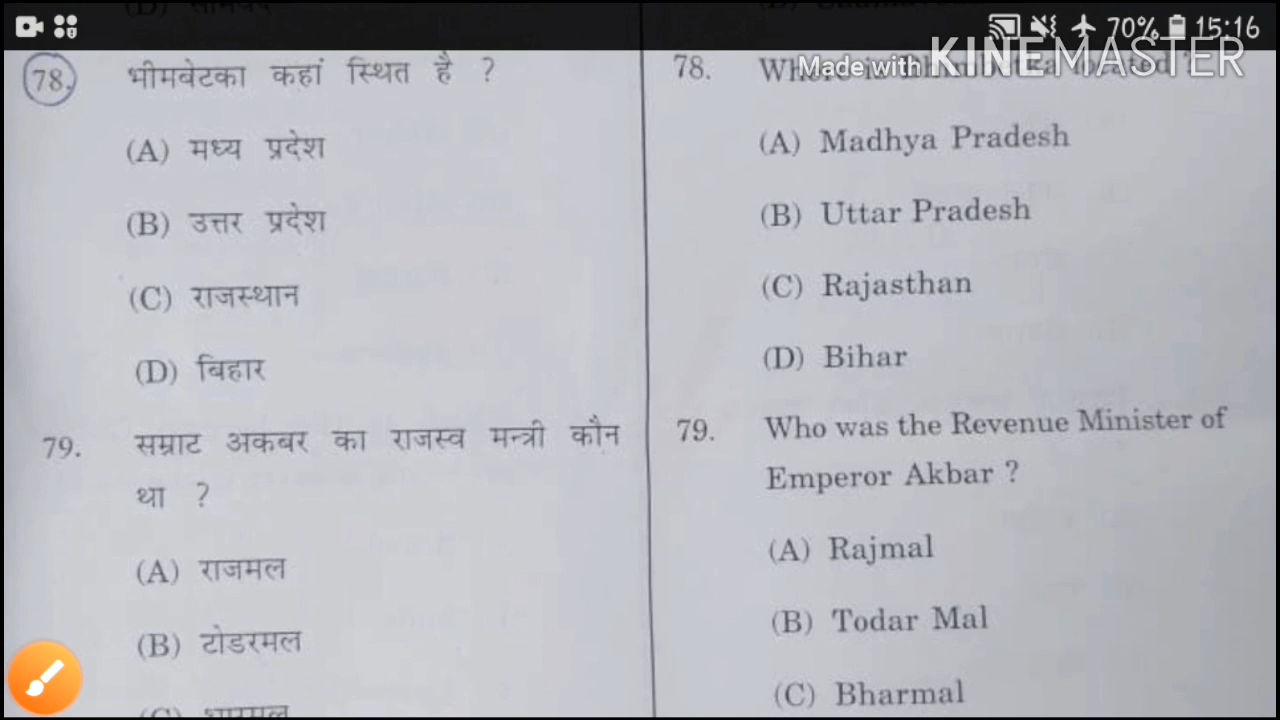 70% 15:16
Made with KINEMASTER
78. भीमबेटका कहां स्थित है ?
(A) मध्य प्रदेश
(B) उत्तर प्रदेश
(C) राजस्थान
(D) बिहार
79. सम्राट अकबर का राजस्व मन्त्री कौन
था ?
(A) राजमल
(B) टोडरमल
78. located ?
(A) Madhya Pradesh
(B) Uttar Pradesh
(C) Rajasthan
(D) Bihar
79. Who was the Revenue Minister of
Emperor Akbar ?
(A) Rajmal
(B) Todar Mal
(C) Bharmal